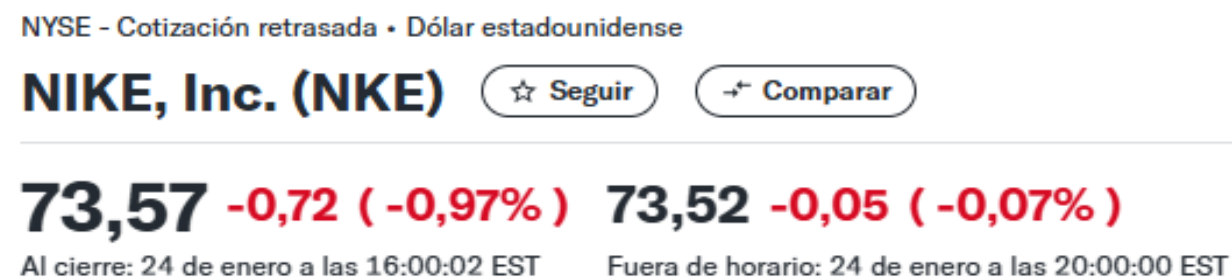 NYSE - Cotización retrasada • Dólar estadounidense
NIKE, Inc. (NKE) Seguir Comparar
73,57 -0,72 ( -0,97% ) 73,52 -0,05 ( -0,07% )
Al cierre: 24 de enero a las 16:00:02 EST Fuera de horario: 24 de enero a las 20:00:00 EST